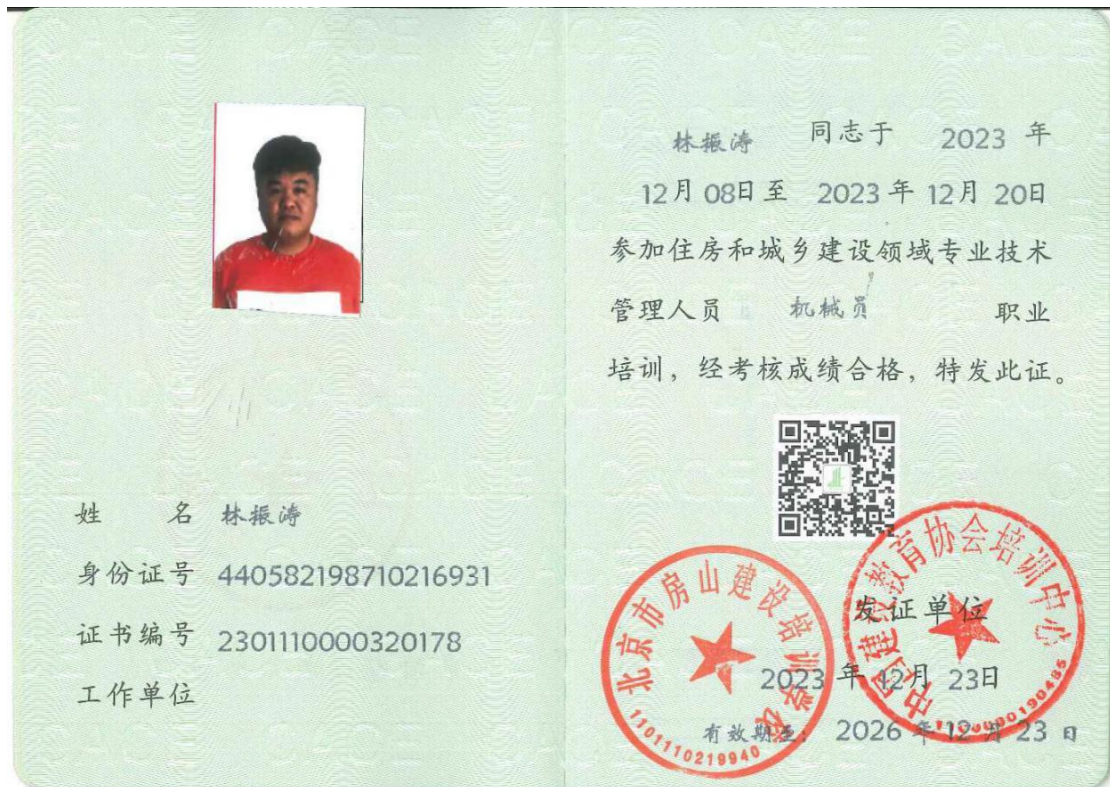 姓 名 林振涛
身份证号 440582198710216931
证书编号 2301110000320178
工作单位
林振涛 同志于 2023 年
12月 08日至 2023 年 12月 20日
参加住房和城乡建设领域专业技术
管理人员 机械员 职业
培训，经考核成绩合格，特发此证。
发证单位
2023 年 12月 23日
有效期至：2026 年 12 月 23 日
北京市房山建设培训学校
1101110219940
中国建设教育协会培训中心
CACE